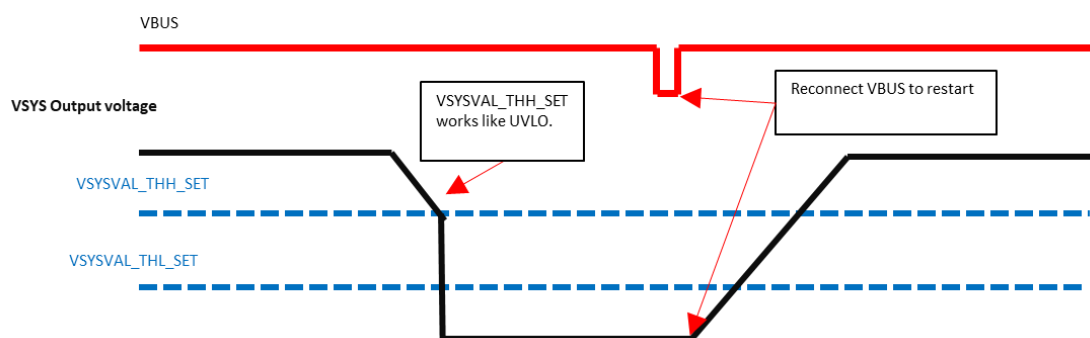 VBUS
VSYS Output voltage
VSYSVAL_THH_SET
works like UVLO.
Reconnect VBUS to restart
VSYSVAL_THH_SET
VSYSVAL_THL_SET